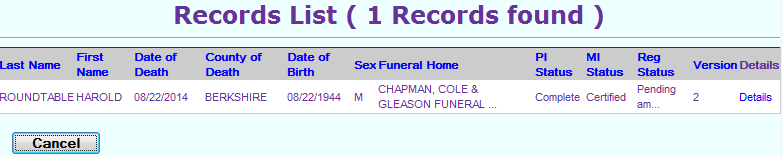 Records List ( 1 Records found )
Last Name First Name Date of Death County of Death Date of Birth Sex Funeral Home PI Status MI Status Reg Status Version Details
ROUNDTABLE HAROLD 08/22/2014 BERKSHIRE 08/22/1944 M CHAPMAN, COLE & GLEASON FUNERAL ... Complete Certified Pending am... 2 Details
Cancel